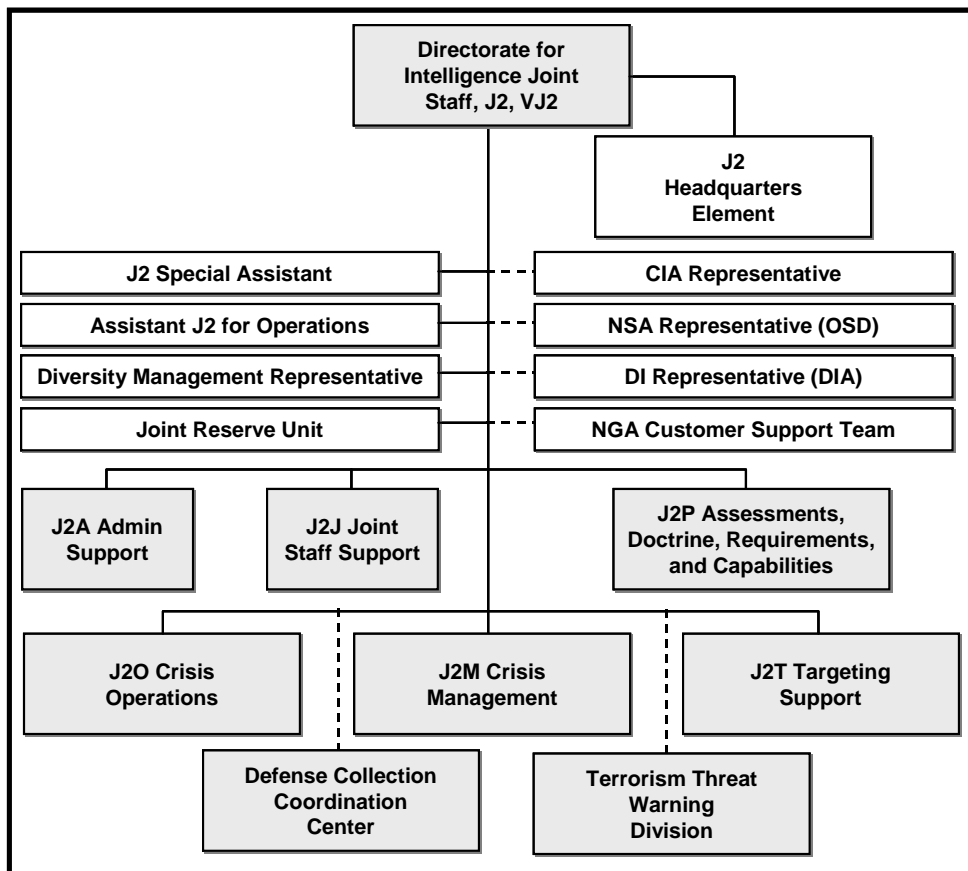 Directorate for
Intelligence Joint
Staff, J2, VJ2
J2
Headquarters
Element
J2 Special Assistant
CIA Representative
Assistant J2 for Operations
NSA Representative (OSD)
Diversity Management Representative
DI Representative (DIA)
Joint Reserve Unit
NGA Customer Support Team
J2A Admin
Support
J2J Joint
Staff Support
J2P Assessments,
Doctrine, Requirements,
and Capabilities
J2O Crisis
Operations
J2M Crisis
Management
J2T Targeting
Support
Defense Collection
Coordination
Center
Terrorism Threat
Warning
Division